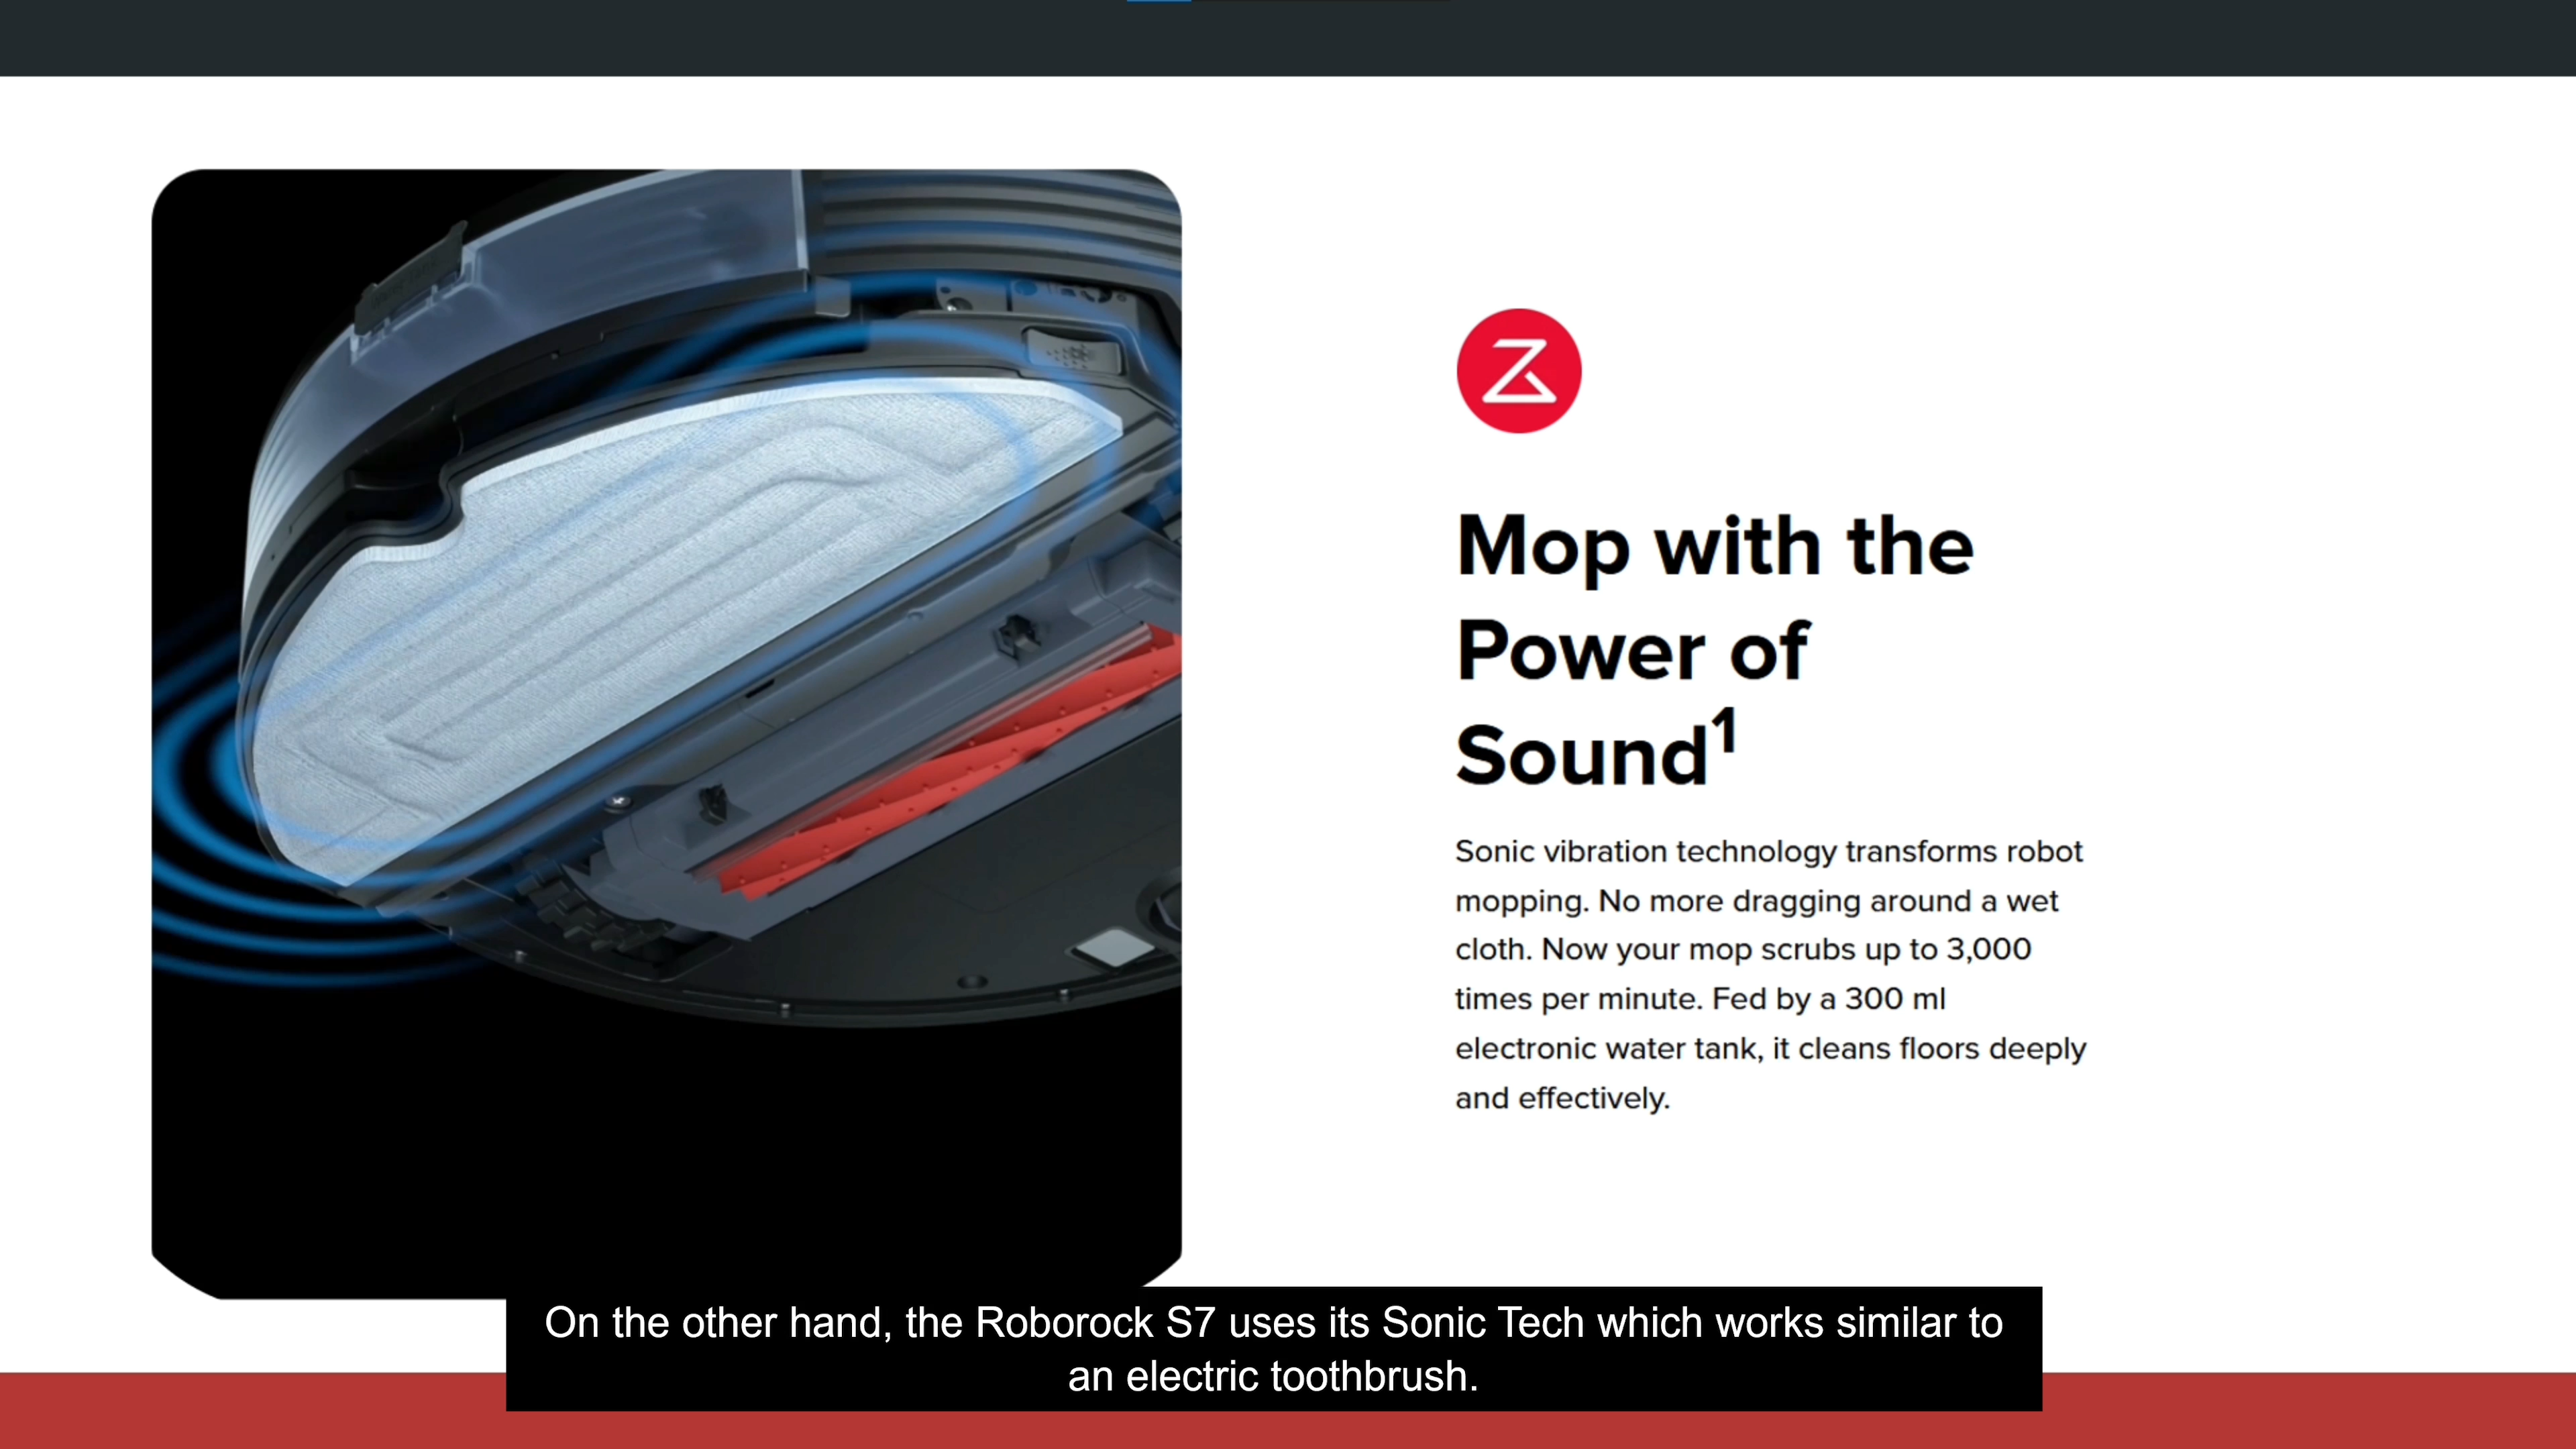 Mop with the
Power of
Sound¹
Sonic vibration technology transforms robot
mopping. No more dragging around a wet
cloth. Now your mop scrubs up to 3,000
times per minute. Fed by a 300 ml
electronic water tank, it cleans floors deeply
and effectively.
On the other hand, the Roborock S7 uses its Sonic Tech which works similar to
an electric toothbrush.